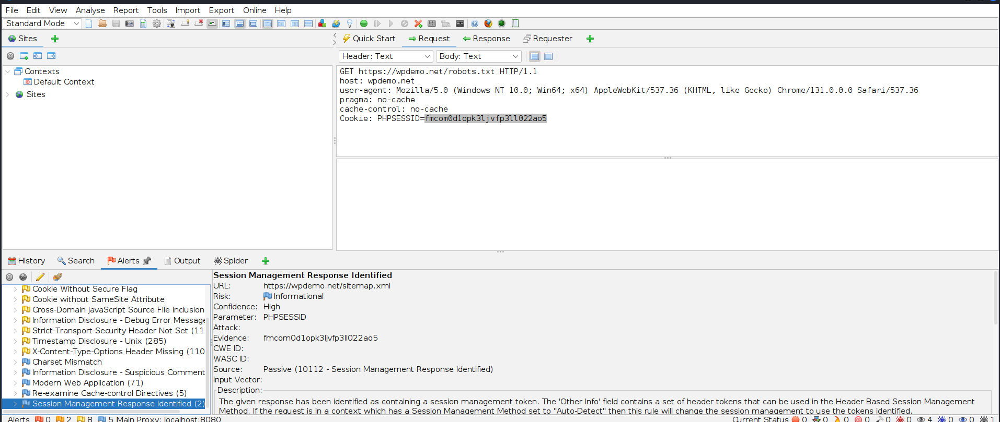 File Edit View Analyse Report Tools Import Export Online Help
Standard Mode
Sites
Quick Start Request Response Requester
Header: Text Body: Text
Contexts
Default Context
Sites
GET https://wpdemo.net/robots.txt HTTP/1.1
host: wpdemo.net
user-agent: Mozilla/5.0 (Windows NT 10.0; Win64; x64) AppleWebKit/537.36 (KHTML, like Gecko) Chrome/131.0.0.0 Safari/537.36
pragma: no-cache
cache-control: no-cache
Cookie: PHPSESSID=fmcom0d1opk3ljvfp3ll022ao5
History Search Alerts Output Spider
Cookie Without Secure Flag
Cookie without SameSite Attribute
Cross-Domain JavaScript Source File Inclusion
Information Disclosure - Debug Error Message
Strict-Transport-Security Header Not Set (11
Timestamp Disclosure - Unix (285)
X-Content-Type-Options Header Missing (110
Charset Mismatch
Information Disclosure - Suspicious Comment
Modern Web Application (71)
Re-examine Cache-control Directives (5)
Session Management Response Identified (2)
Session Management Response Identified
URL: https://wpdemo.net/sitemap.xml
Risk: Informational
Confidence: High
Parameter: PHPSESSID
Attack:
Evidence: fmcom0d1opk3ljvfp3ll022ao5
CWE ID:
WASC ID:
Source: Passive (10112 - Session Management Response Identified)
Input Vector:
Description:
The given response has been identified as containing a session management token. The 'Other Info' field contains a set of header tokens that can be used in the Header Based Session Management
Method. If the request is in a context which has a Session Management Method set to "Auto-Detect" then this rule will change the session management to use the tokens identified.
Alerts 0 2 8 5 Main Proxy: localhost:8080
Current Status 0 0 0 0 0 0 4 0 0 1